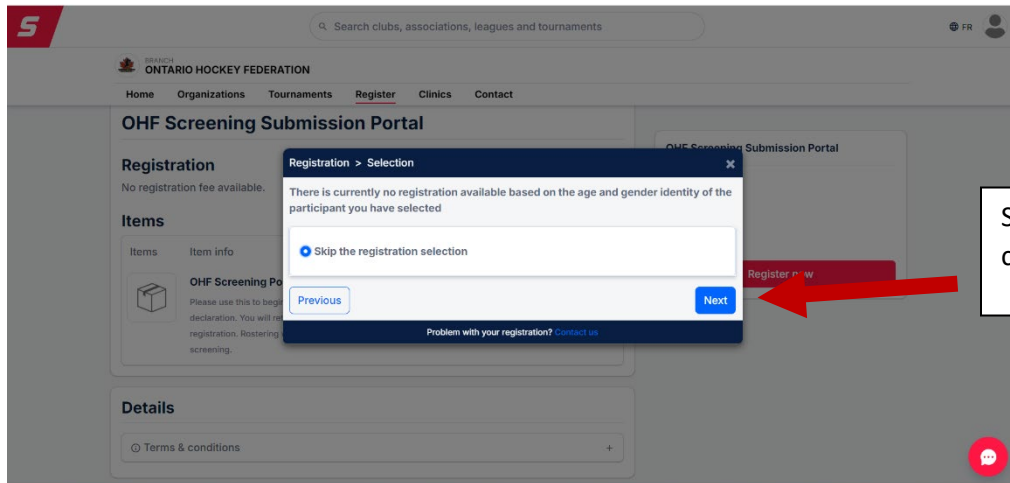 Search clubs, associations, leagues and tournaments
FR
BRANCH
ONTARIO HOCKEY FEDERATION
Home Organizations Tournaments Register Clinics Contact
OHF Screening Submission Portal
OHF Screening Submission Portal
Registration
No registration fee available.
Items
Items Item info
OHF Screening Po
Please use this to begi
declaration. You will re
registration. Rostering
screening.
Registration > Selection
There is currently no registration available based on the age and gender identity of the
participant you have selected
Skip the registration selection
Previous
Next
Problem with your registration? Contact us
Register now
Details
Terms & conditions